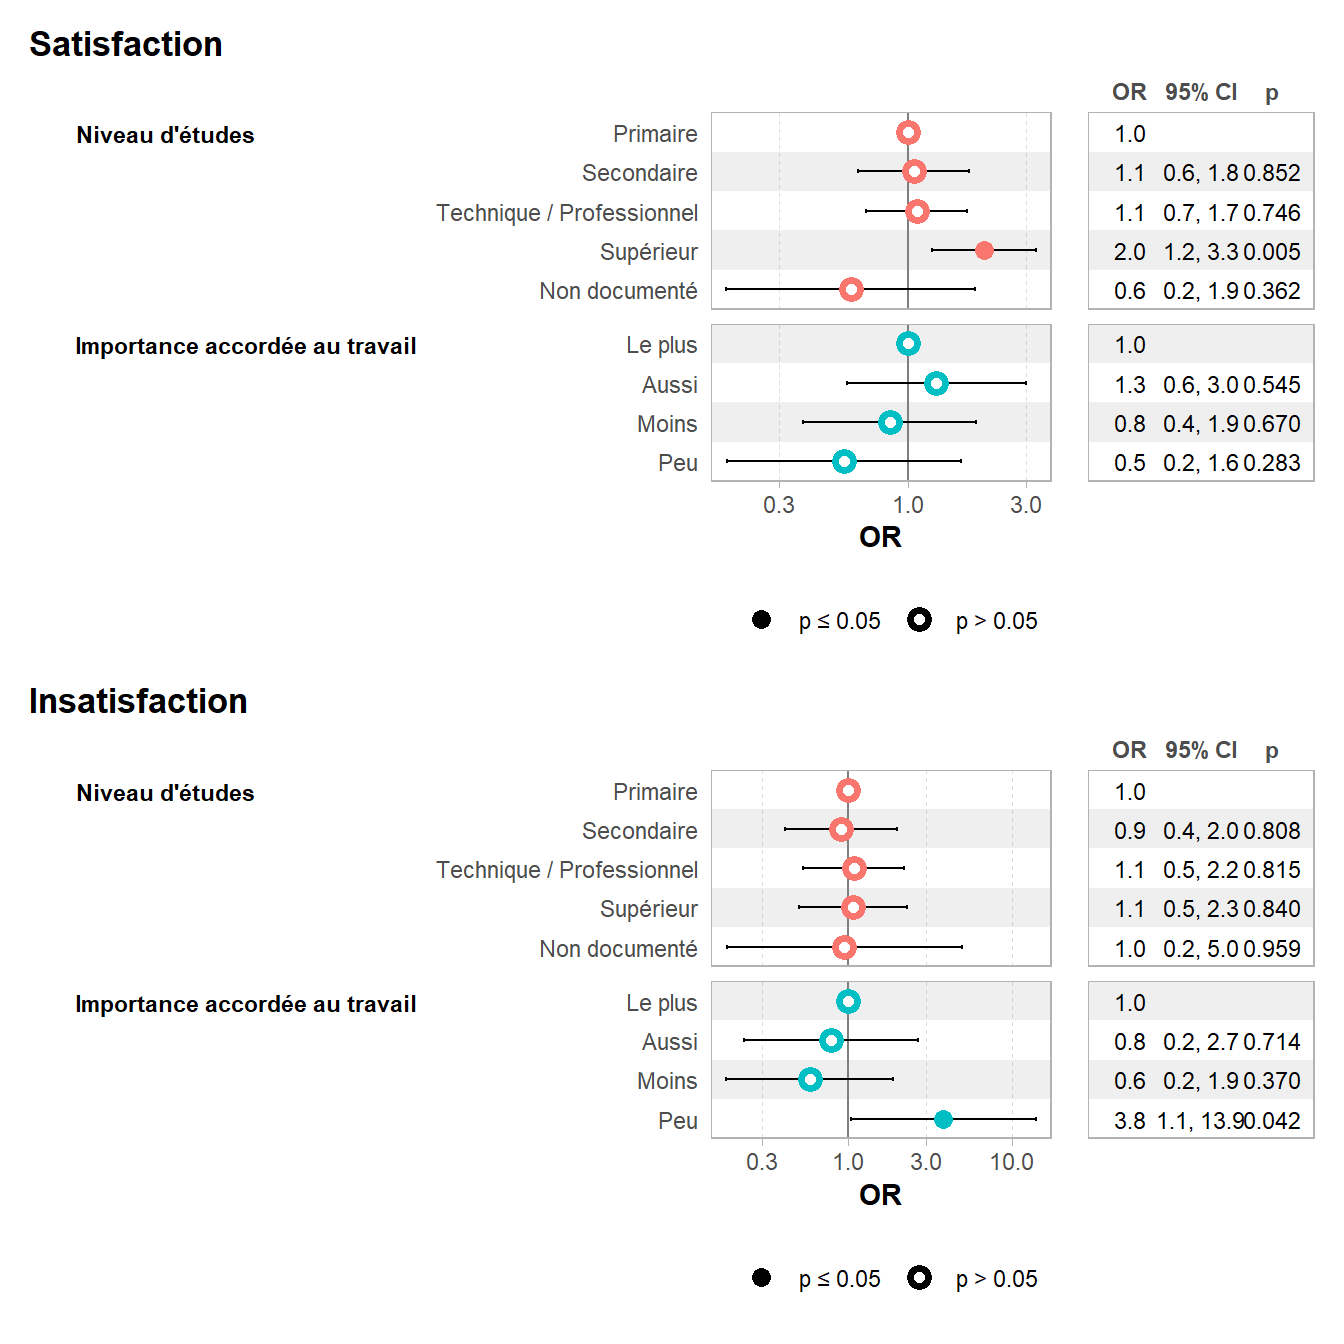 Satisfaction
OR 95% CI p
Niveau d'études
Primaire 1.0
Secondaire 1.1 0.6, 1.8 0.852
Technique / Professionnel 1.1 0.7, 1.7 0.746
Supérieur 2.0 1.2, 3.3 0.005
Non documenté 0.6 0.2, 1.9 0.362
Importance accordée au travail
Le plus 1.0
Aussi 1.3 0.6, 3.0 0.545
Moins 0.8 0.4, 1.9 0.670
Peu 0.5 0.2, 1.6 0.283
0.3 1.0 3.0
OR
p ≤ 0.05 p > 0.05
Insatisfaction
OR 95% CI p
Niveau d'études
Primaire 1.0
Secondaire 0.9 0.4, 2.0 0.808
Technique / Professionnel 1.1 0.5, 2.2 0.815
Supérieur 1.1 0.5, 2.3 0.840
Non documenté 1.0 0.2, 5.0 0.959
Importance accordée au travail
Le plus 1.0
Aussi 0.8 0.2, 2.7 0.714
Moins 0.6 0.2, 1.9 0.370
Peu 3.8 1.1, 13.9 0.042
0.3 1.0 3.0 10.0
OR
p ≤ 0.05 p > 0.05